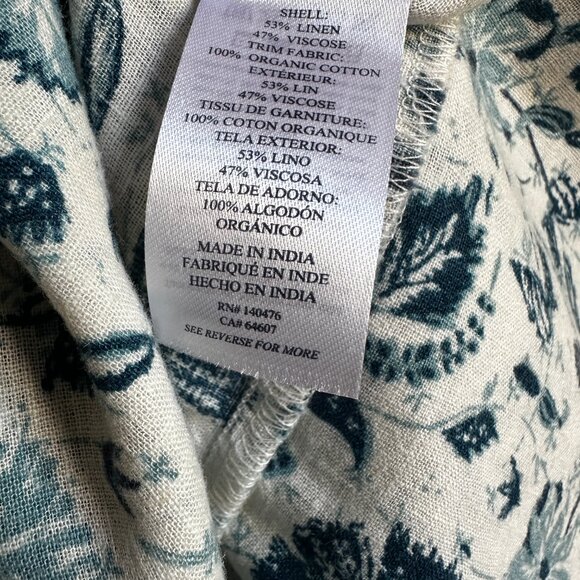 SHELL:
53% LINEN
47% VISCOSE
TRIM FABRIC:
100% ORGANIC COTTON
EXTÉRIEUR:
53% LIN
47% VISCOSE
TISSU DE GARNITURE:
100% COTON ORGANIQUE
TELA EXTERIOR:
53% LINO
47% VISCOSA
TELA DE ADORNO:
100% ALGODÓN
ORGÁNICO
MADE IN INDIA
FABRIQUÉ EN INDE
HECHO EN INDIA
RN# 140476
CA# 64607
SEE REVERSE FOR MORE